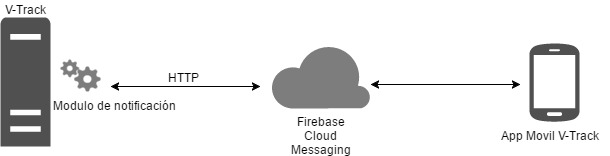 V-Track
HTTP
Modulo de notificación
Firebase
Cloud
Messaging
App Movil V-Track